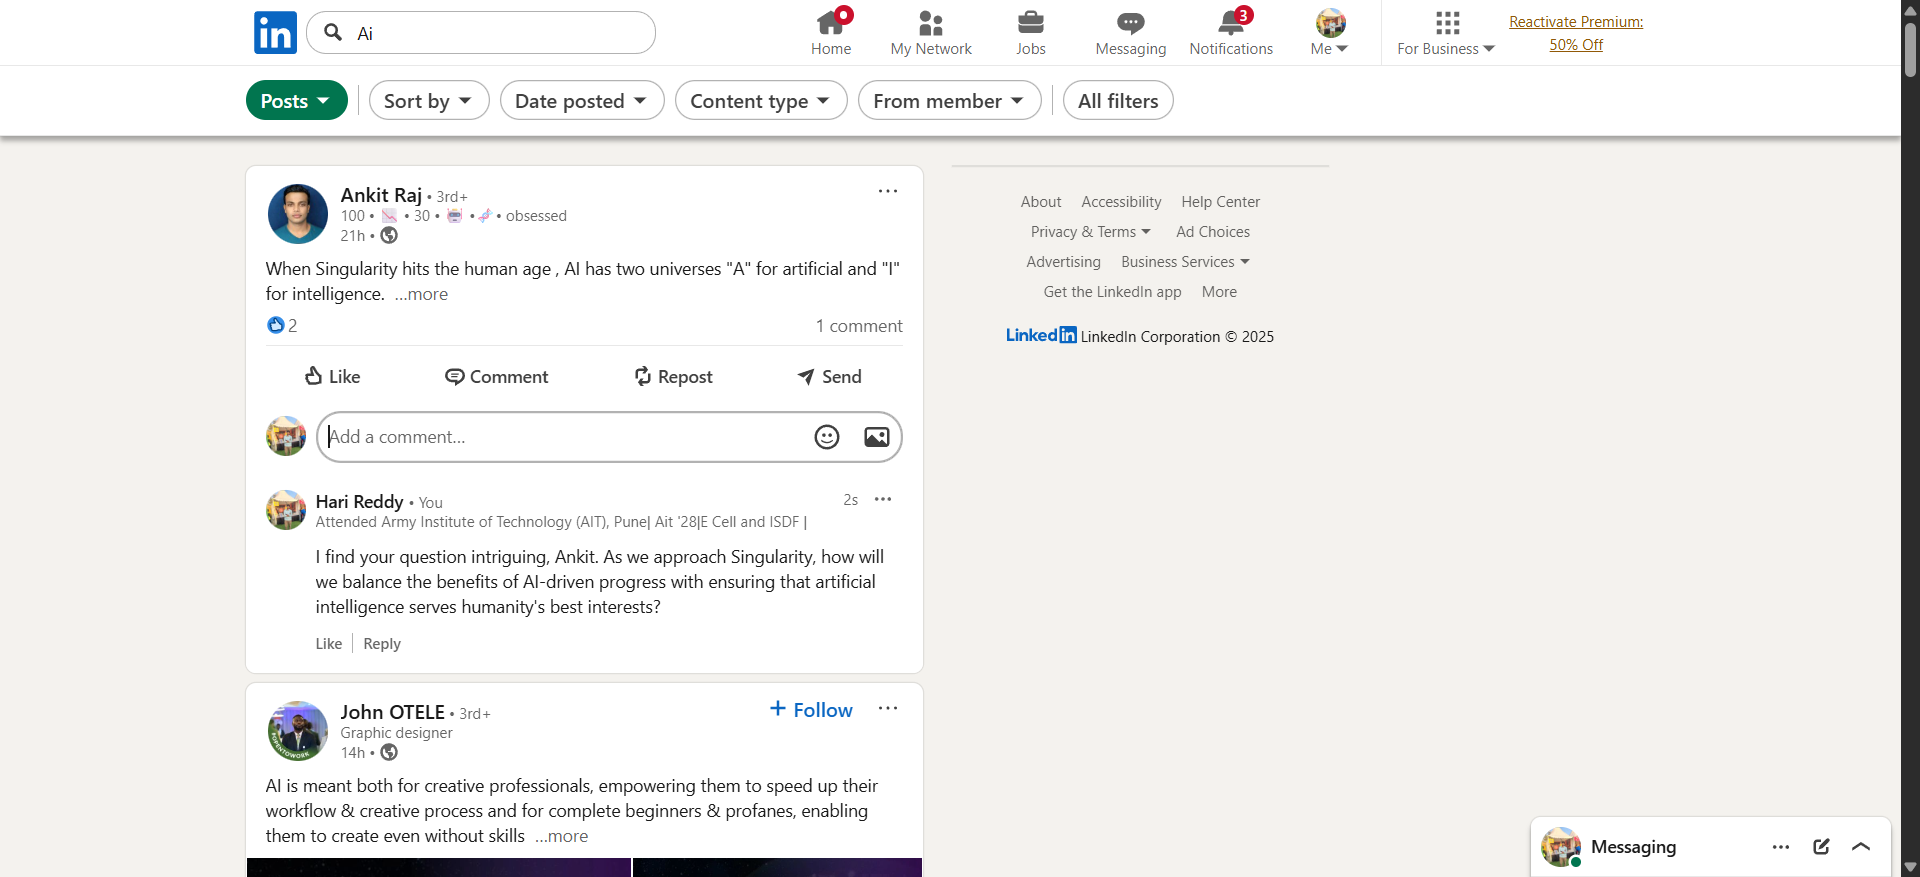 in
Ai
Home
My Network
Jobs
Messaging
3
Notifications
Me
For Business
Reactivate Premium:
50% Off
Posts
Sort by
Date posted
Content type
From member
All filters
Ankit Raj • 3rd+
100 • • 30 • • • obsessed
21h •
When Singularity hits the human age , AI has two universes "A" for artificial and "I"
for intelligence. ...more
2
1 comment
Like
Comment
Repost
Send
Add a comment...
Hari Reddy • You
2s
Attended Army Institute of Technology (AIT), Pune| Ait '28|E Cell and ISDF |
I find your question intriguing, Ankit. As we approach Singularity, how will
we balance the benefits of AI-driven progress with ensuring that artificial
intelligence serves humanity's best interests?
Like
Reply
John OTELE • 3rd+
+ Follow
Graphic designer
14h •
#OPENTOWORK
AI is meant both for creative professionals, empowering them to speed up their
workflow & creative process and for complete beginners & profanes, enabling
them to create even without skills ...more
About
Accessibility
Help Center
Privacy & Terms
Ad Choices
Advertising
Business Services
Get the LinkedIn app
More
LinkedIn LinkedIn Corporation © 2025
Messaging